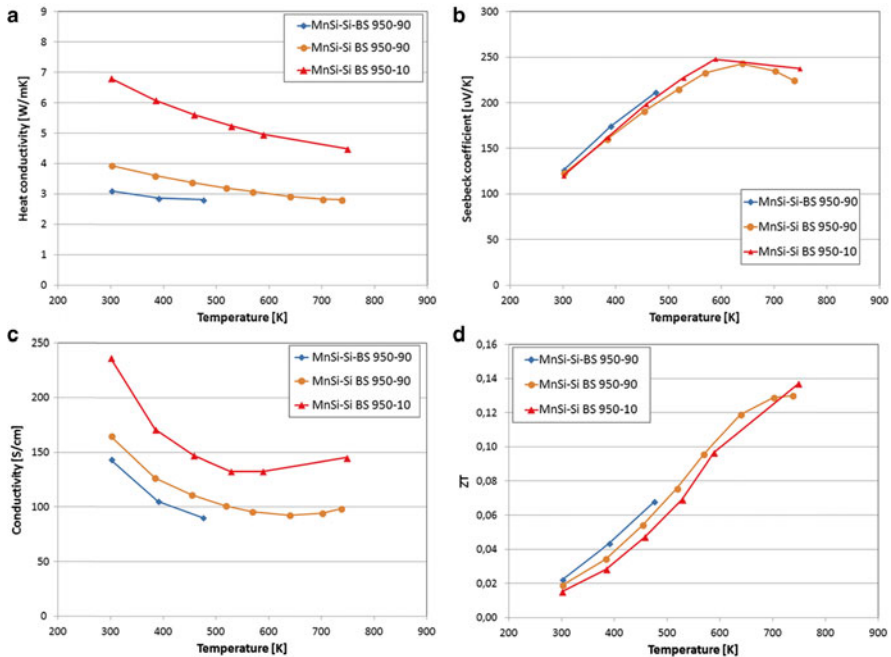 a
9
8
7
6
5
4
3
2
1
0
Heat conductivity [W/mK]
200 300 400 500 600 700 800 900
Temperature [K]
MnSi-Si-BS 950-90
MnSi-Si BS 950-90
MnSi-Si BS 950-10
b
300
250
200
150
100
50
0
Seebeck coefficient [uV/K]
200 300 400 500 600 700 800 900
Temperature [K]
MnSi-Si-BS 950-90
MnSi-Si BS 950-90
MnSi-Si BS 950-10
c
250
200
150
100
50
0
Conductivity [S/cm]
200 300 400 500 600 700 800 900
Temperature [K]
MnSi-Si-BS 950-90
MnSi-Si BS 950-90
MnSi-Si BS 950-10
d
0,16
0,14
0,12
0,10
0,08
0,06
0,04
0,02
0,00
ZT
200 300 400 500 600 700 800 900
Temperature [K]
MnSi-Si-BS 950-90
MnSi-Si BS 950-90
MnSi-Si BS 950-10